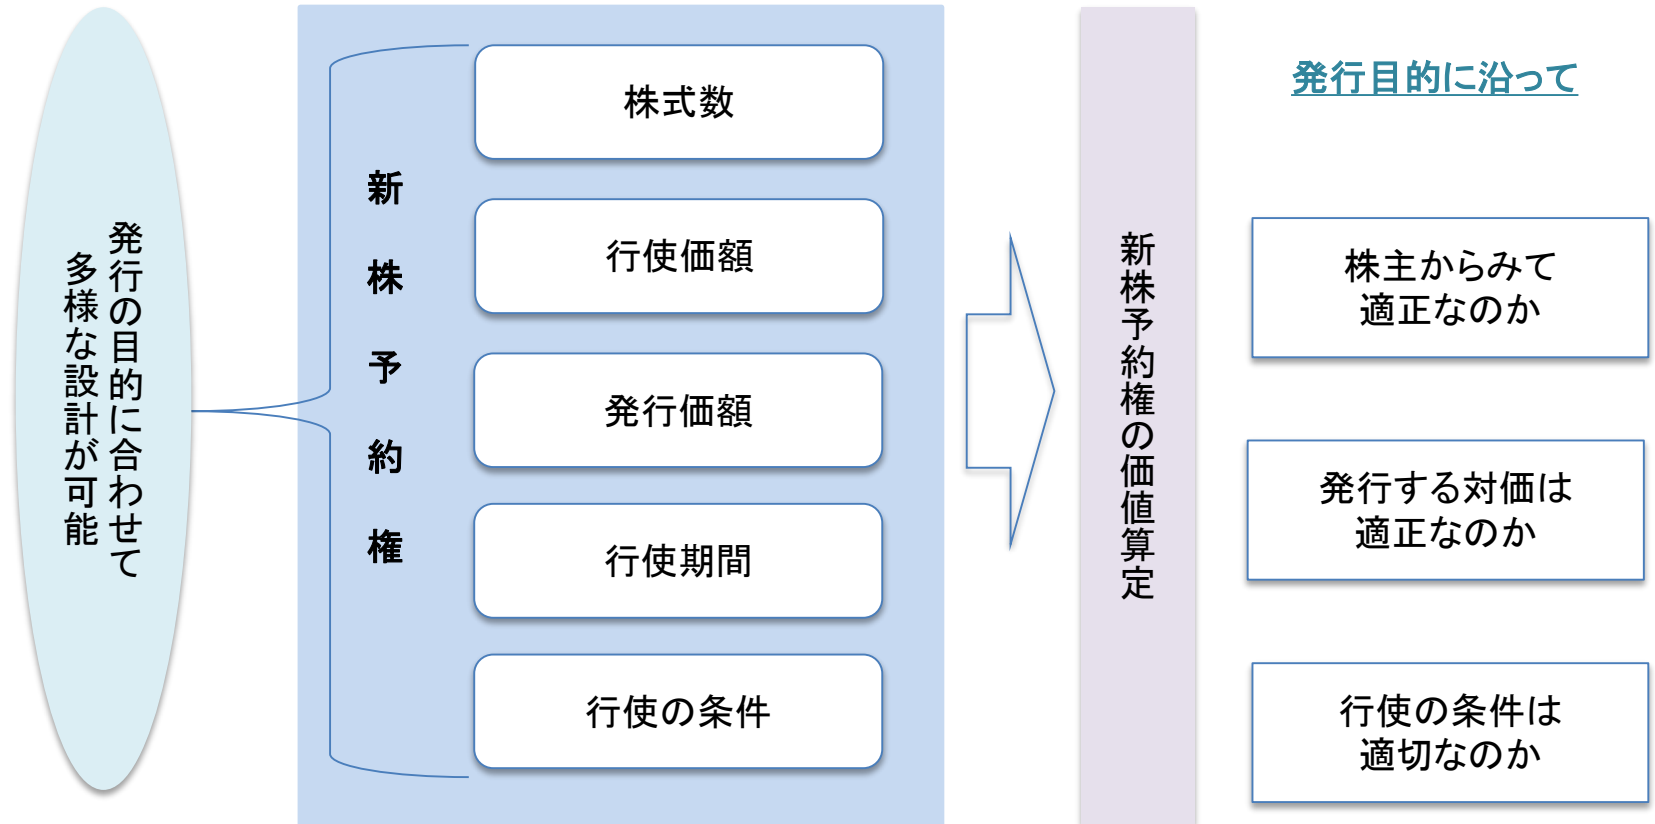 発行の目的に合わせて
多様な設計が可能
新株予約権
株式数
行使価額
発行価額
行使期間
行使の条件
新株予約権の価値算定
発行目的に沿って
株主からみて
適正なのか
発行する対価は
適正なのか
行使の条件は
適切なのか